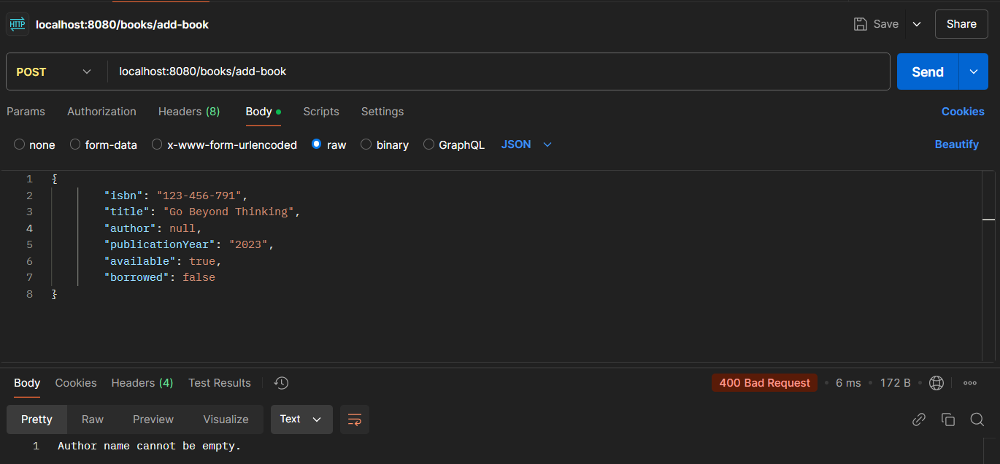 HTTP localhost:8080/books/add-book Save Share
POST localhost:8080/books/add-book Send
Params Authorization Headers (8) Body Scripts Settings Cookies
none form-data x-www-form-urlencoded raw binary GraphQL JSON Beautify
1 {
2 "isbn": "123-456-791",
3 "title": "Go Beyond Thinking",
4 "author": null,
5 "publicationYear": "2023",
6 "available": true,
7 "borrowed": false
8 }
Body Cookies Headers (4) Test Results 400 Bad Request • 6 ms • 172 B •
Pretty Raw Preview Visualize Text
1 Author name cannot be empty.